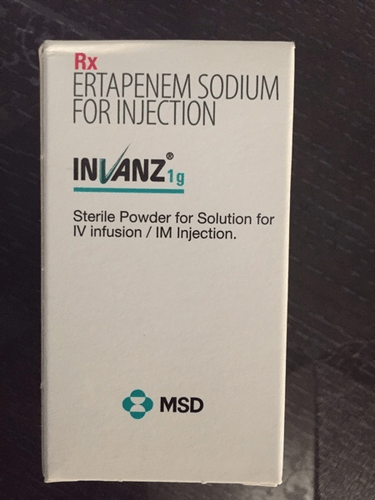 Rx
ERTAPENEM SODIUM
FOR INJECTION
INVANZ® 1g
Sterile Powder for Solution for
IV infusion / IM Injection.
MSD